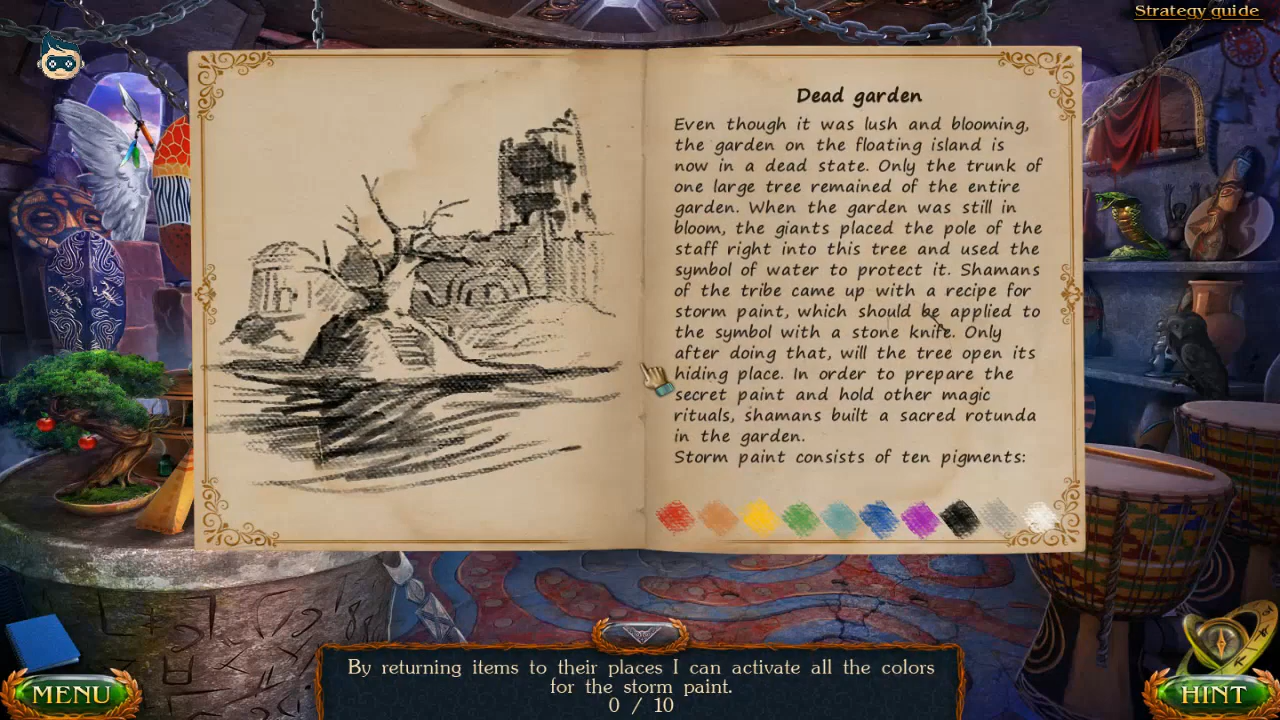 Strategy guide
Dead garden
Even though it was lush and blooming,
the garden on the floating island is
now in a dead state. Only the trunk of
one large tree remained of the entire
garden. When the garden was still in
bloom, the giants placed the pole of the
staff right into this tree and used the
symbol of water to protect it. Shamans
of the tribe came up with a recipe for
storm paint, which should be applied to
the symbol with a stone knife. Only
after doing that, will the tree open its
hiding place. In order to prepare the
secret paint and hold other magic
rituals, shamans built a sacred rotunda
in the garden.
Storm paint consists of ten pigments:
By returning items to their places I can activate all the colors
for the storm paint.
0 / 10
MENU
HINT